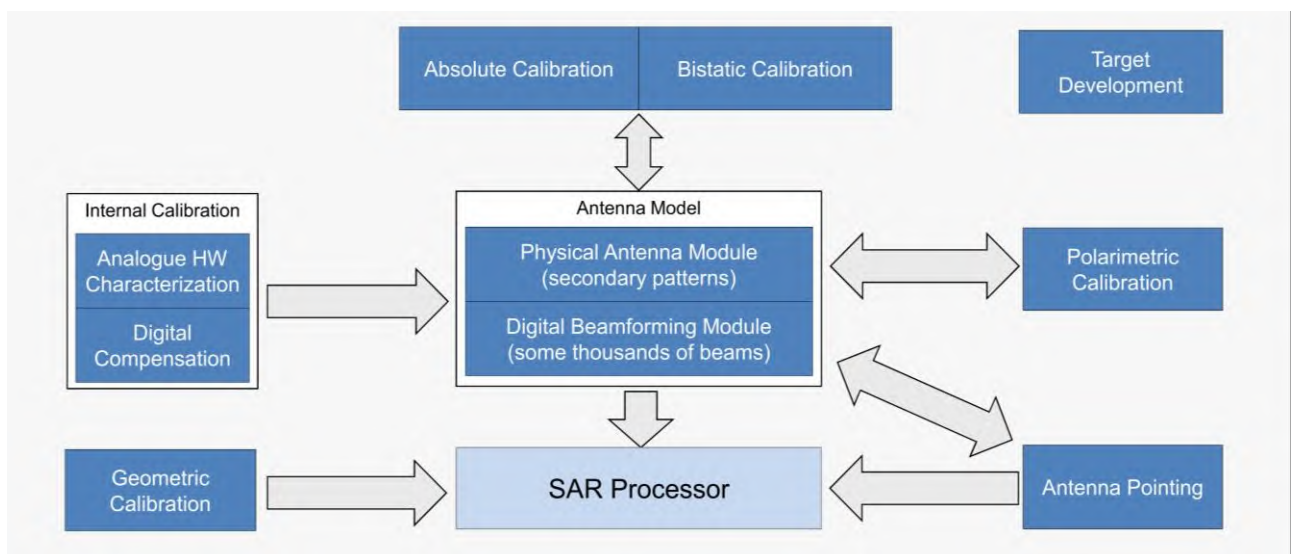 Absolute Calibration
Bistatic Calibration
Target
Development
Internal Calibration
Analogue HW
Characterization
Digital
Compensation
Antenna Model
Physical Antenna Module
(secondary patterns)
Digital Beamforming Module
(some thousands of beams)
Polarimetric
Calibration
Geometric
Calibration
SAR Processor
Antenna Pointing